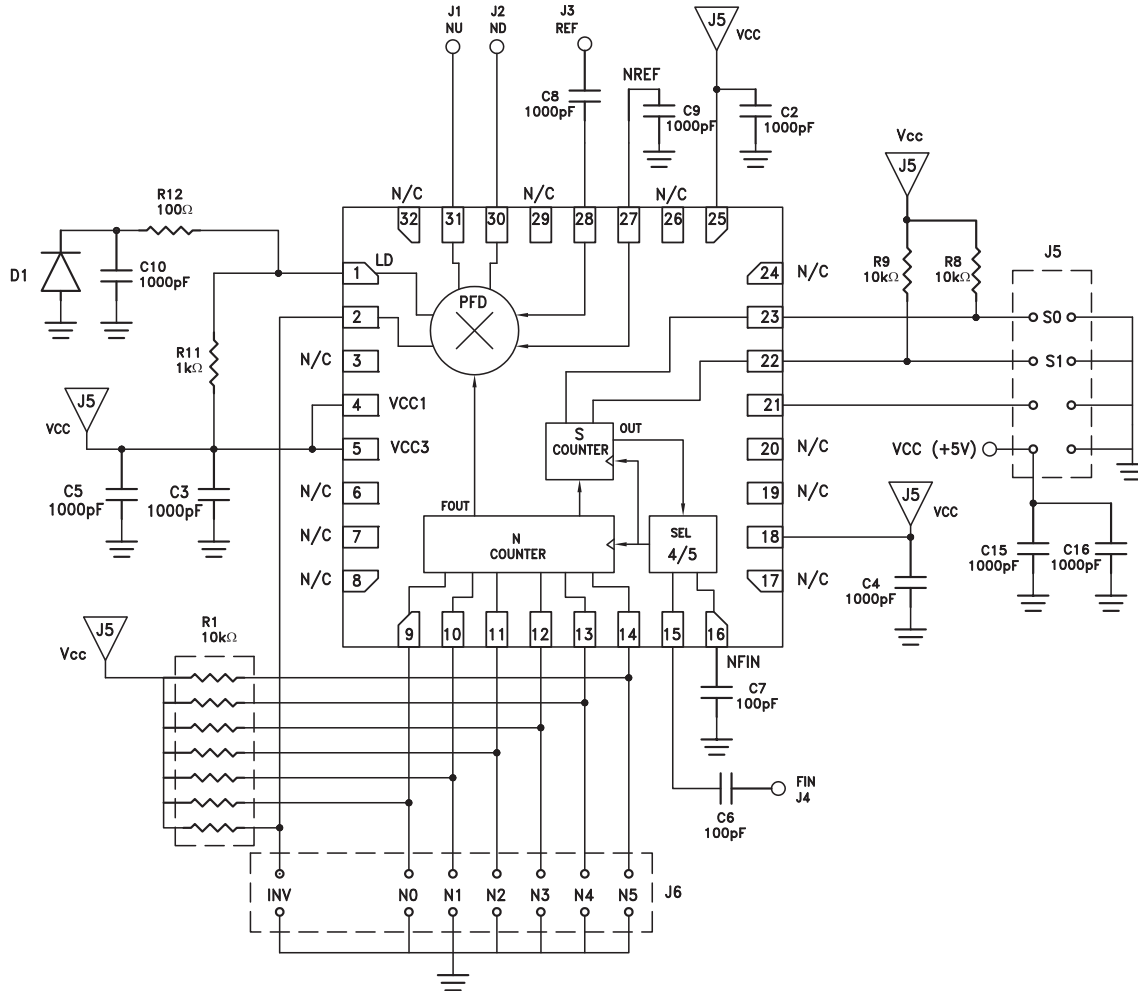 J1
NU
J2
ND
J3
REF
J5
VCC
C8
1000pF
NREF
C9
1000pF
C2
1000pF
Vcc
J5
R12
100Ω
N/C
N/C
N/C
32
31
30
29
28
27
26
25
D1
C10
1000pF
1
LD
PFD
24
N/C
R9
10kΩ
R8
10kΩ
J5
2
23
S0
R11
1kΩ
N/C
3
22
S1
J5
VCC
4
VCC1
21
5
VCC3
S
COUNTER
OUT
20
N/C
VCC (+5V)
C5
1000pF
C3
1000pF
N/C
6
19
N/C
J5
VCC
FOUT
N/C
7
N
COUNTER
SEL
4/5
18
C15
1000pF
C16
1000pF
N/C
8
17
N/C
C4
1000pF
J5
Vcc
R1
10kΩ
9
10
11
12
13
14
15
16
NFIN
C7
100pF
FIN
J4
C6
100pF
INV
N0
N1
N2
N3
N4
N5
J6